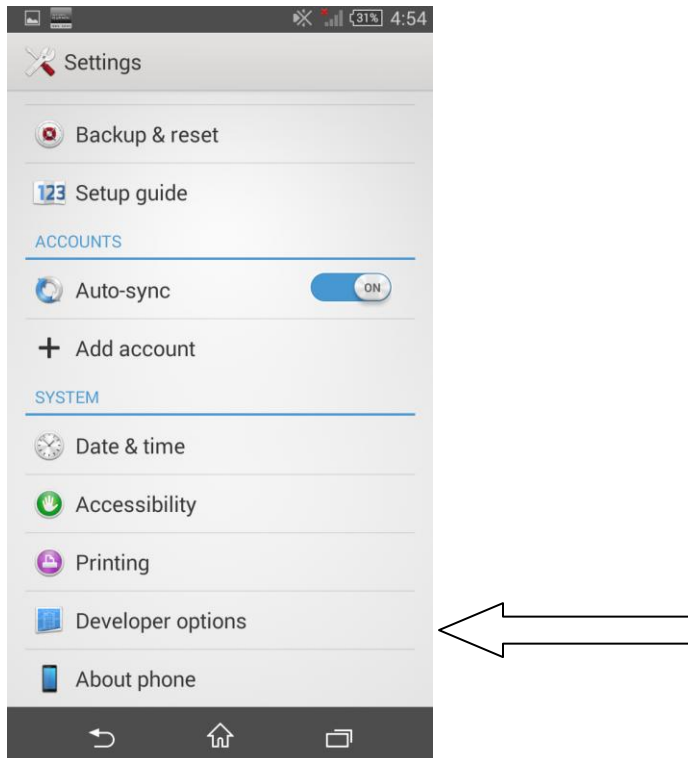 31% 4:54
Settings
Backup & reset
123 Setup guide
ACCOUNTS
Auto-sync ON
Add account
SYSTEM
Date & time
Accessibility
Printing
Developer options
About phone